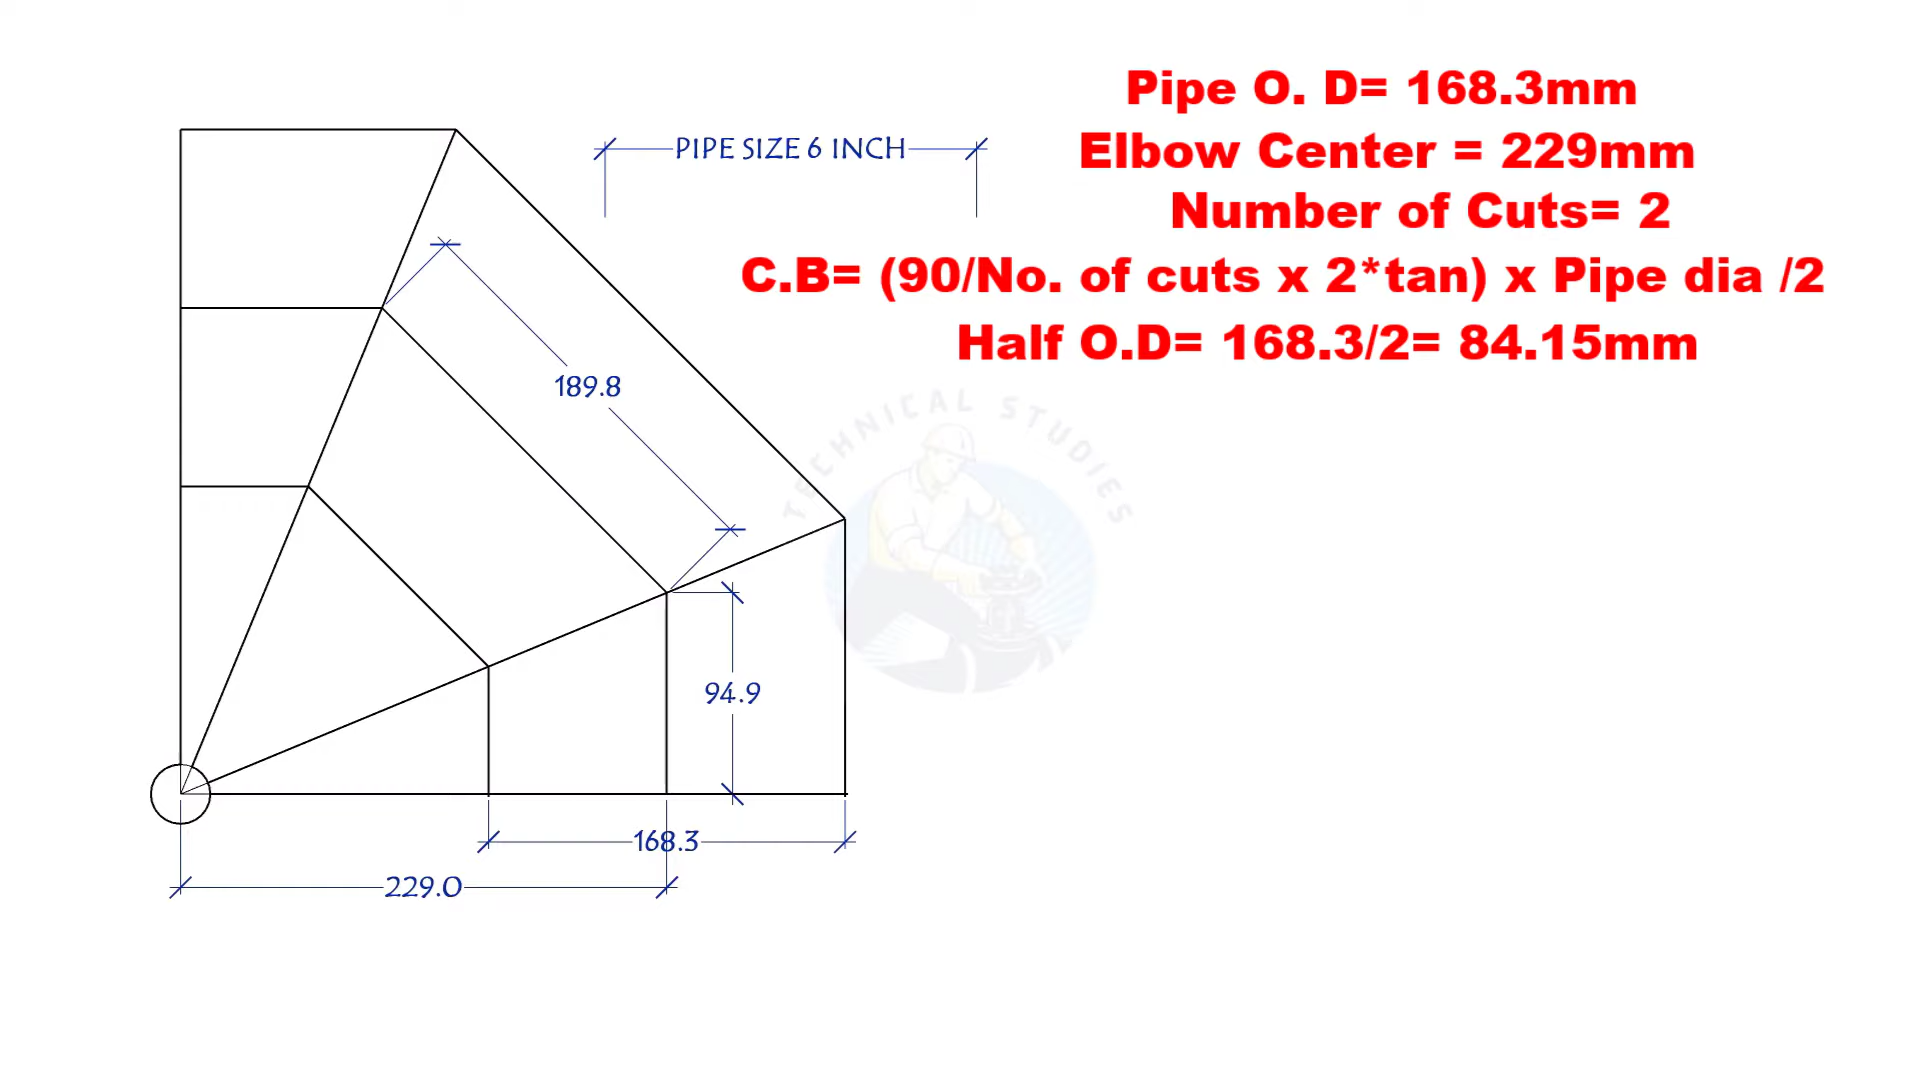 Pipe O. D= 168.3mm
PIPE SIZE 6 INCH
Elbow Center = 229mm
Number of Cuts= 2
C.B= (90/No. of cuts x 2*tan) x Pipe dia /2
Half O.D= 168.3/2= 84.15mm
189.8
TECHNICAL STUDIES
94.9
168.3
229.0